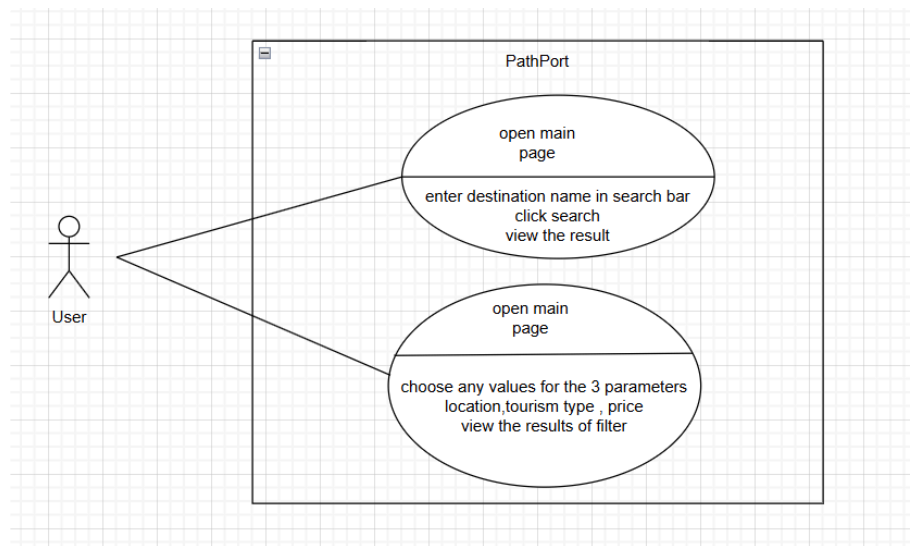 PathPort
open main
page
enter destination name in search bar
click search
view the result
User
open main
page
choose any values for the 3 parameters
location,tourism type , price
view the results of filter